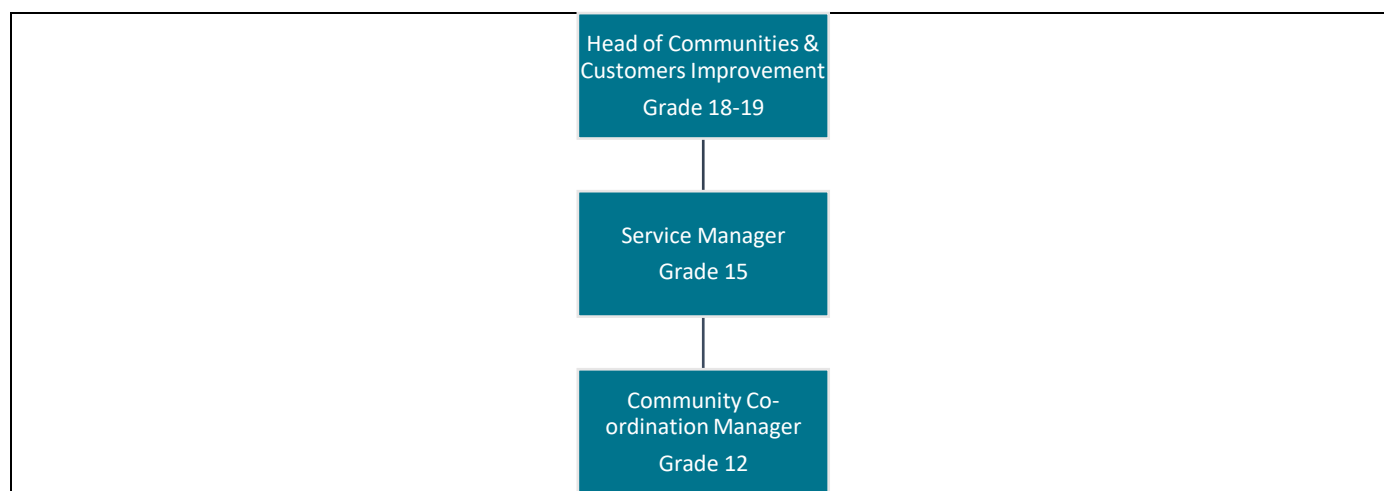 Head of Communities &
Customers Improvement
Grade 18-19
Service Manager
Grade 15
Community Co-
ordination Manager
Grade 12